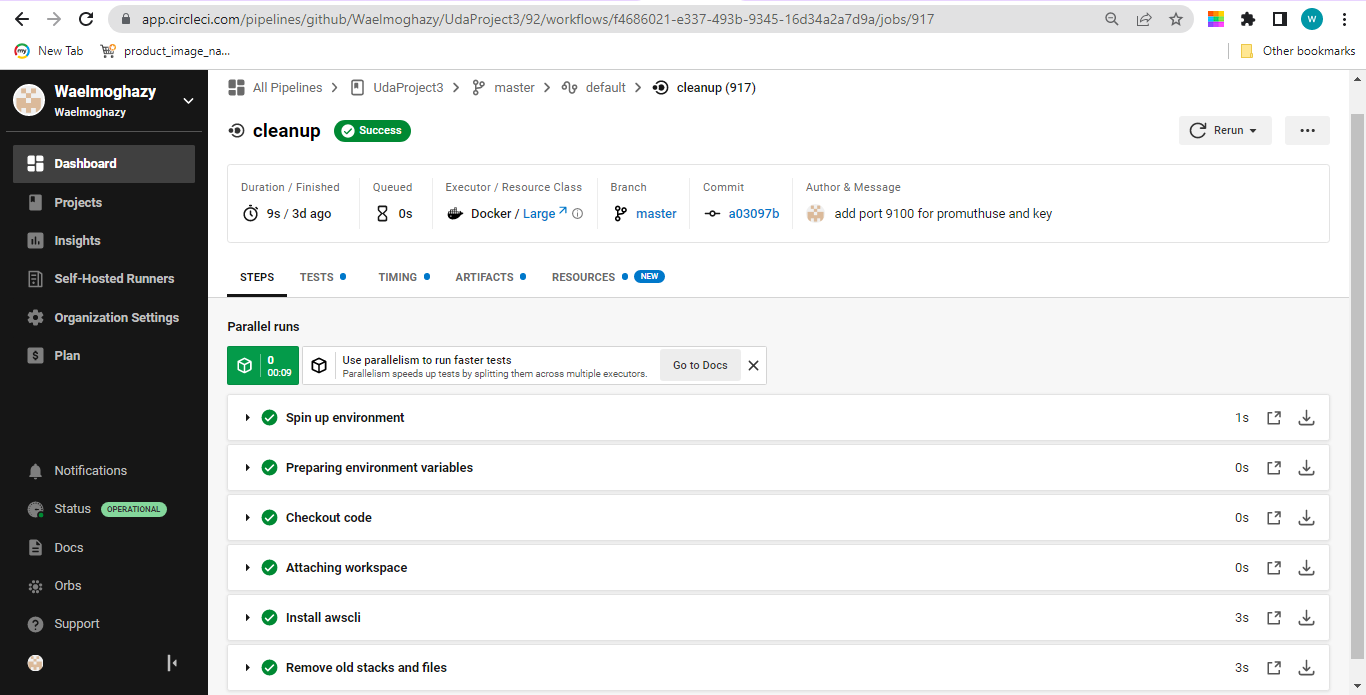 app.circleci.com/pipelines/github/Waelmoghazy/UdaProject3/92/workflows/f4686021-e337-493b-9345-16d34a2a7d9a/jobs/917
W
my New Tab product_image_na... Other bookmarks
Waelmoghazy
Waelmoghazy
Dashboard
Projects
Insights
Self-Hosted Runners
Organization Settings
Plan
Notifications
Status OPERATIONAL
Docs
Orbs
Support
All Pipelines UdaProject3 master default cleanup (917)
cleanup Success Rerun
Duration / Finished Queued Executor / Resource Class Branch Commit Author & Message
9s / 3d ago 0s Docker / Large master a03097b add port 9100 for promuthuse and key
STEPS TESTS TIMING ARTIFACTS RESOURCES NEW
Parallel runs
0
00:09
Use parallelism to run faster tests
Parallelism speeds up tests by splitting them across multiple executors.
Go to Docs
Spin up environment 1s
Preparing environment variables 0s
Checkout code 0s
Attaching workspace 0s
Install awscli 3s
Remove old stacks and files 3s